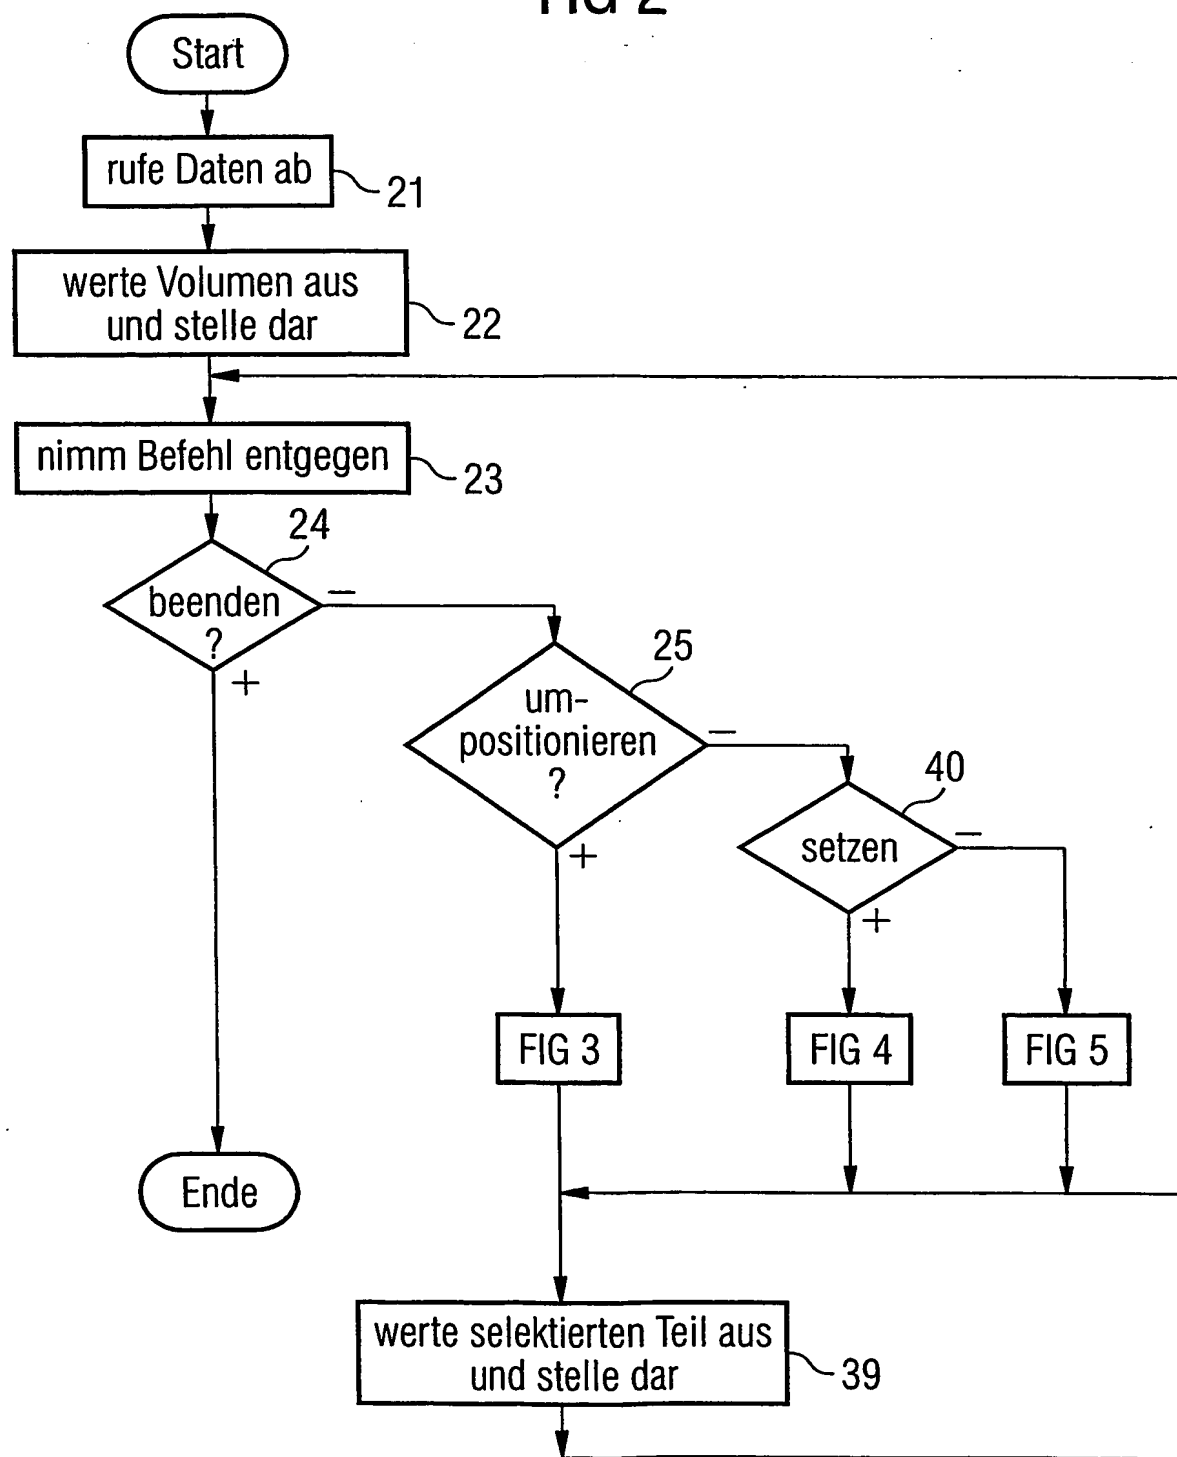 FIG 2
Start
rufe Daten ab
21
werte Volumen aus
und stelle dar
22
nimm Befehl entgegen
23
24
beenden
?
−
+
25
um-
positionieren
?
−
+
40
setzen
−
+
FIG 3
FIG 4
FIG 5
Ende
werte selektierten Teil aus
und stelle dar
39